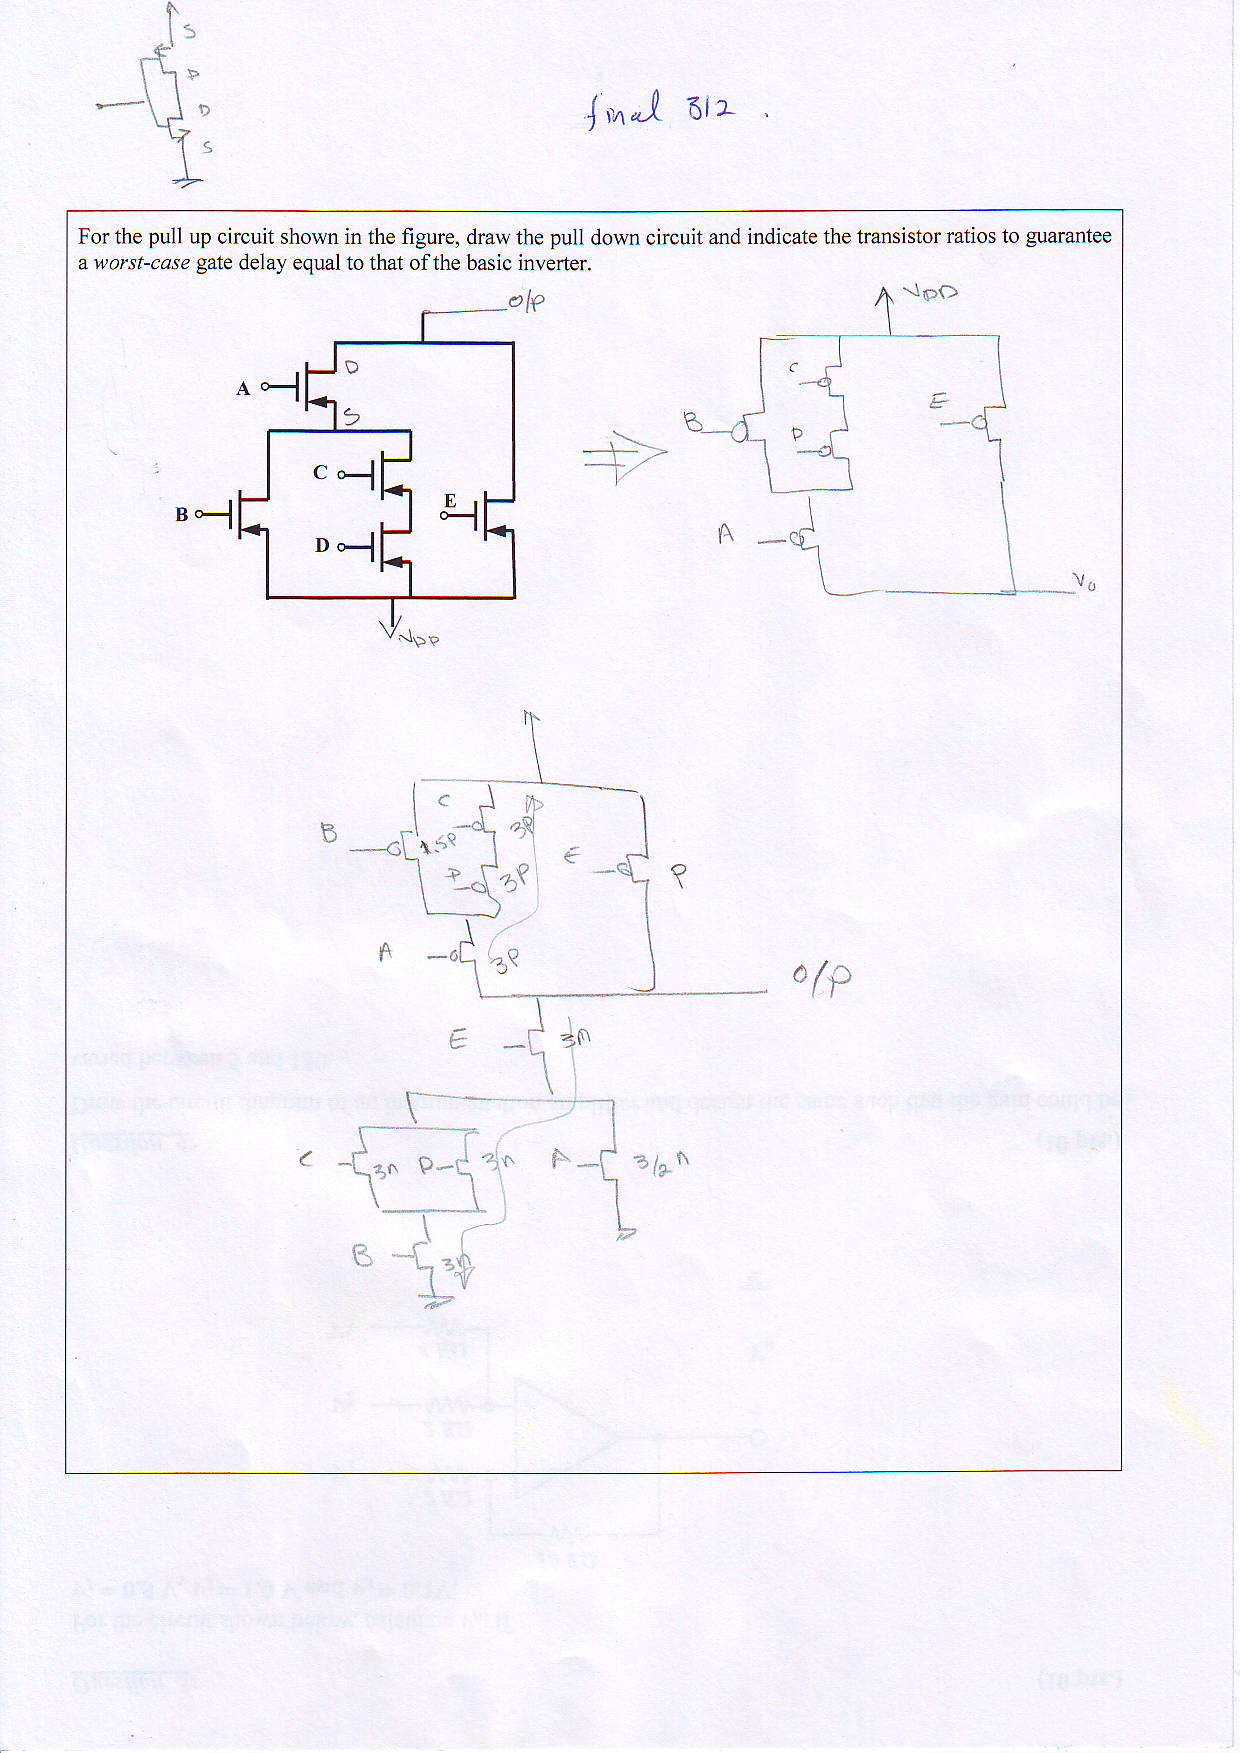 S
D
D
S
final 312 .
For the pull up circuit shown in the figure, draw the pull down circuit and indicate the transistor ratios to guarantee
a worst-case gate delay equal to that of the basic inverter.
O/P
A
D
S
C
B
D
E
VDD
VDD
C
B
D
E
A
Vo
B
1.5P
C
3P
D
3P
E
P
A
3P
O/P
E
3n
C
3n
D
3n
A
3/2 n
B
3n